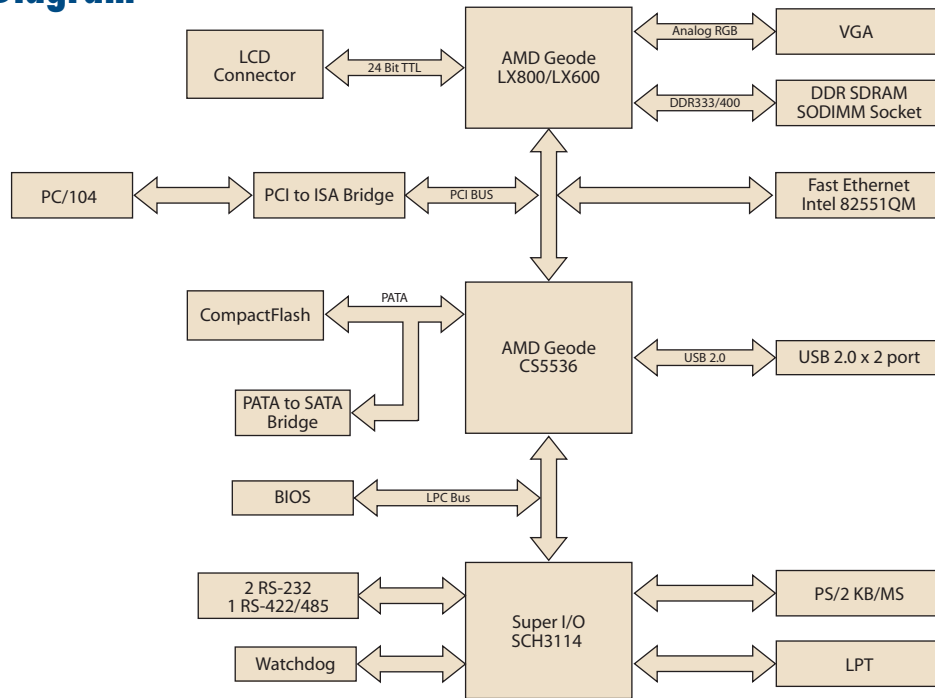 Diagram
LCD
Connector
24 Bit TTL
AMD Geode
LX800/LX600
Analog RGB
VGA
DDR333/400
DDR SDRAM
SODIMM Socket
PC/104
PCI to ISA Bridge
PCI BUS
Fast Ethernet
Intel 82551QM
CompactFlash
PATA
AMD Geode
CS5536
USB 2.0
USB 2.0 x 2 port
PATA to SATA
Bridge
BIOS
LPC Bus
2 RS-232
1 RS-422/485
Super I/O
SCH3114
PS/2 KB/MS
Watchdog
LPT